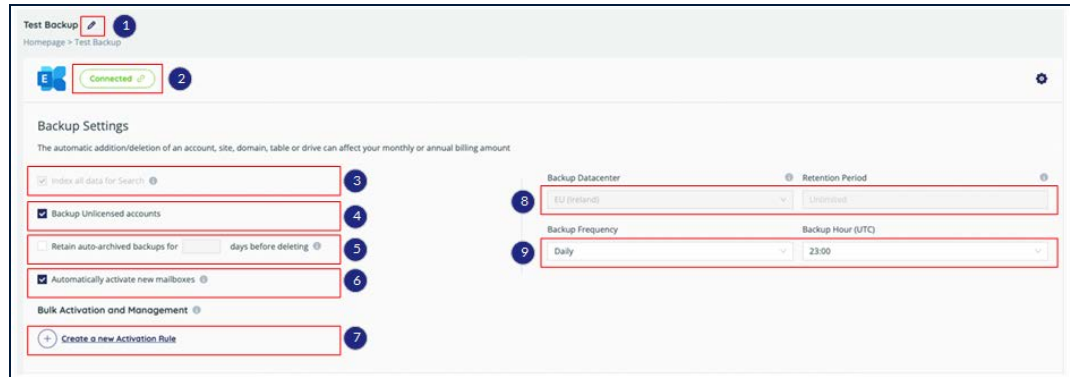 Test Backup 1
Homepage > Test Backup
E Connected 2
Backup Settings
The automatic addition/deletion of an account, site, domain, table or drive can affect your monthly or annual billing amount
Index all data for Search 3
Backup Unlicensed accounts 4
Retain auto-archived backups for days before deleting 5
Automatically activate new mailboxes 6
Bulk Activation and Management
Create a new Activation Rule 7
Backup Datacenter Retention Period
8 EU (Ireland) Unlimited
Backup Frequency Backup Hour (UTC)
9 Daily 23:00